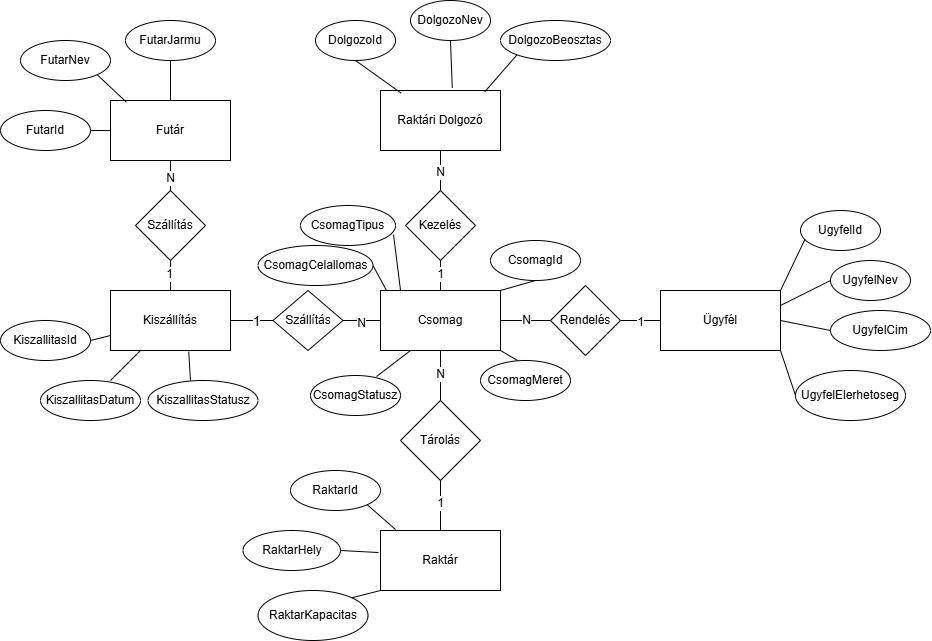 DolgozoNev
FutarJarmu
DolgozoId
DolgozoBeosztas
FutarNev
Raktári Dolgozó
FutarId
Futár
N
N
Szállítás
CsomagTipus
Kezelés
UgyfelId
CsomagCelallomas
CsomagId
1
1
UgyfelNev
Kiszállítás
1
Szállítás
N
Csomag
N
Rendelés
1
Ügyfél
UgyfelCim
KiszallitasId
N
CsomagMeret
KiszallitasDatum
KiszallitasStatusz
CsomagStatusz
UgyfelElerhetoseg
Tárolás
RaktarId
1
RaktarHely
Raktár
RaktarKapacitas